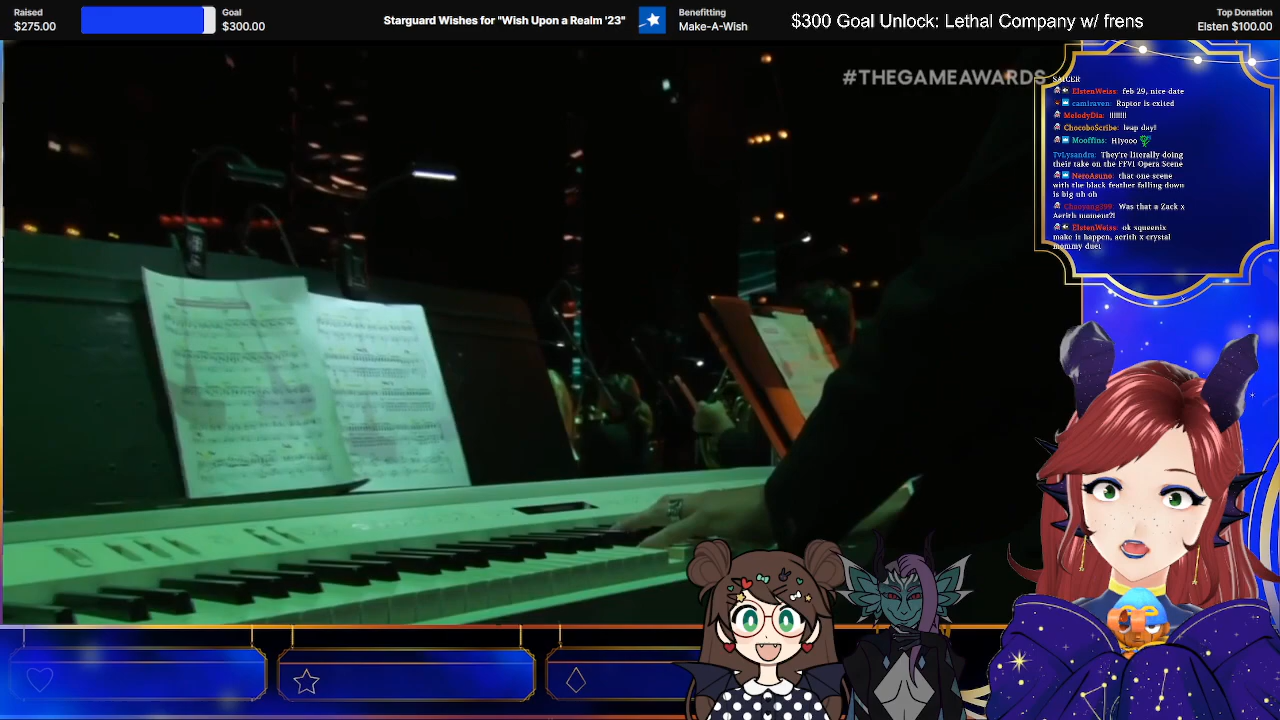 Raised
$275.00
Goal
$300.00
Starguard Wishes for "Wish Upon a Realm '23"
Benefitting
Make-A-Wish
$300 Goal Unlock: Lethal Company w/ frens
Top Donation
Elsten $100.00
#THEGAMEAWARDS
ElstenWeiss: feb 29, nice date
camiraven: Raptor is exited
MelodyDia: !!!!!!!!
ChocoboScribe: leap day!
Mooffins: Hiyooo
TvLysandra: They're literally doing
their take on the FFVI Opera Scene
NeroAsuno: that one scene
with the black feather falling down
is big uh oh
Was that a Zack x
Aerith moment?!
ElstenWeiss: ok squeenix
make it happen, aerith x crystal
mommy duet